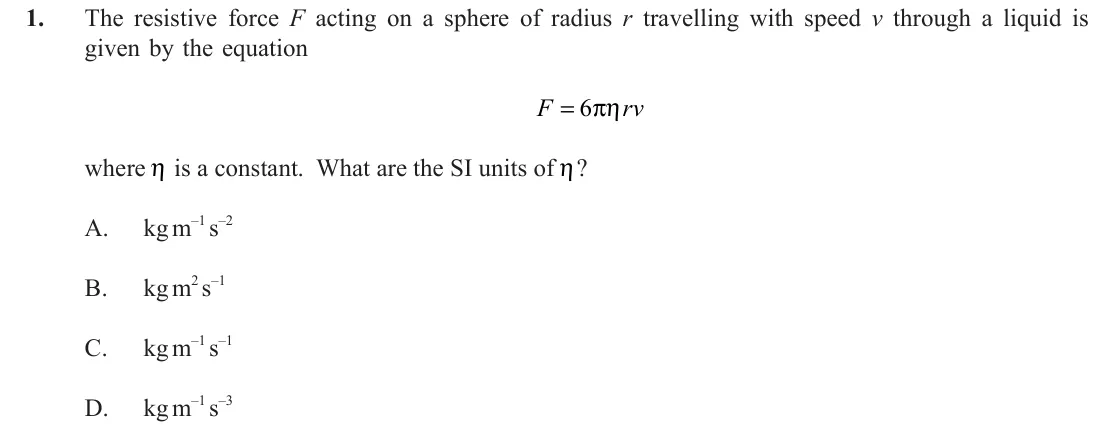 1. The resistive force F acting on a sphere of radius r travelling with speed v through a liquid is
given by the equation
F = 6πηrv
where η is a constant. What are the SI units of η?
A. kg m⁻¹ s⁻²
B. kg m² s⁻¹
C. kg m⁻¹ s⁻¹
D. kg m⁻¹ s⁻³